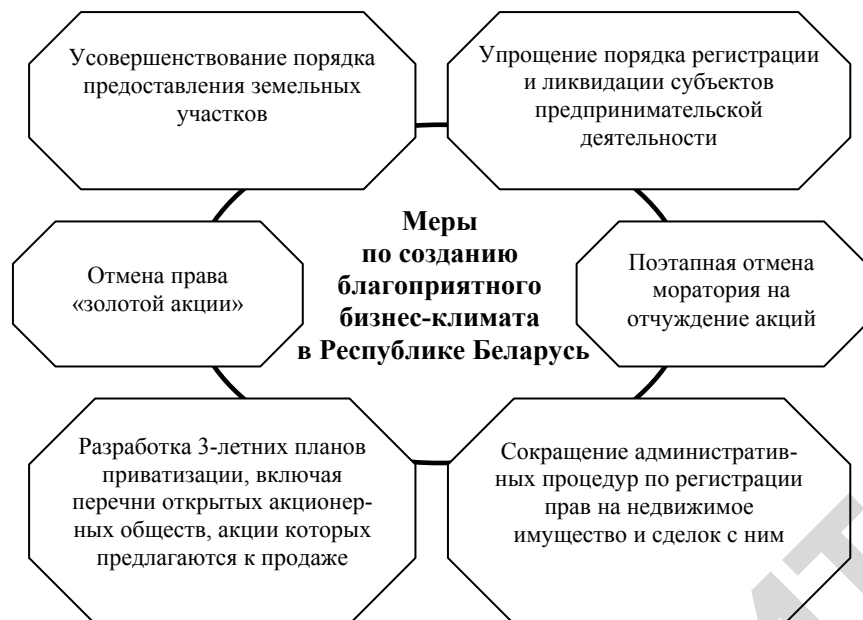 Усовершенствование порядка
предоставления земельных
участков
Упрощение порядка регистрации
и ликвидации субъектов
предпринимательской
деятельности
Меры
по созданию
благоприятного
бизнес-климата
в Республике Беларусь
Отмена права
«золотой акции»
Поэтапная отмена
моратория на
отчуждение акций
Разработка 3-летних планов
приватизации, включая
перечни открытых акционер-
ных обществ, акции которых
предлагаются к продаже
Сокращение административ-
ных процедур по регистрации
прав на недвижимое
имущество и сделок с ним